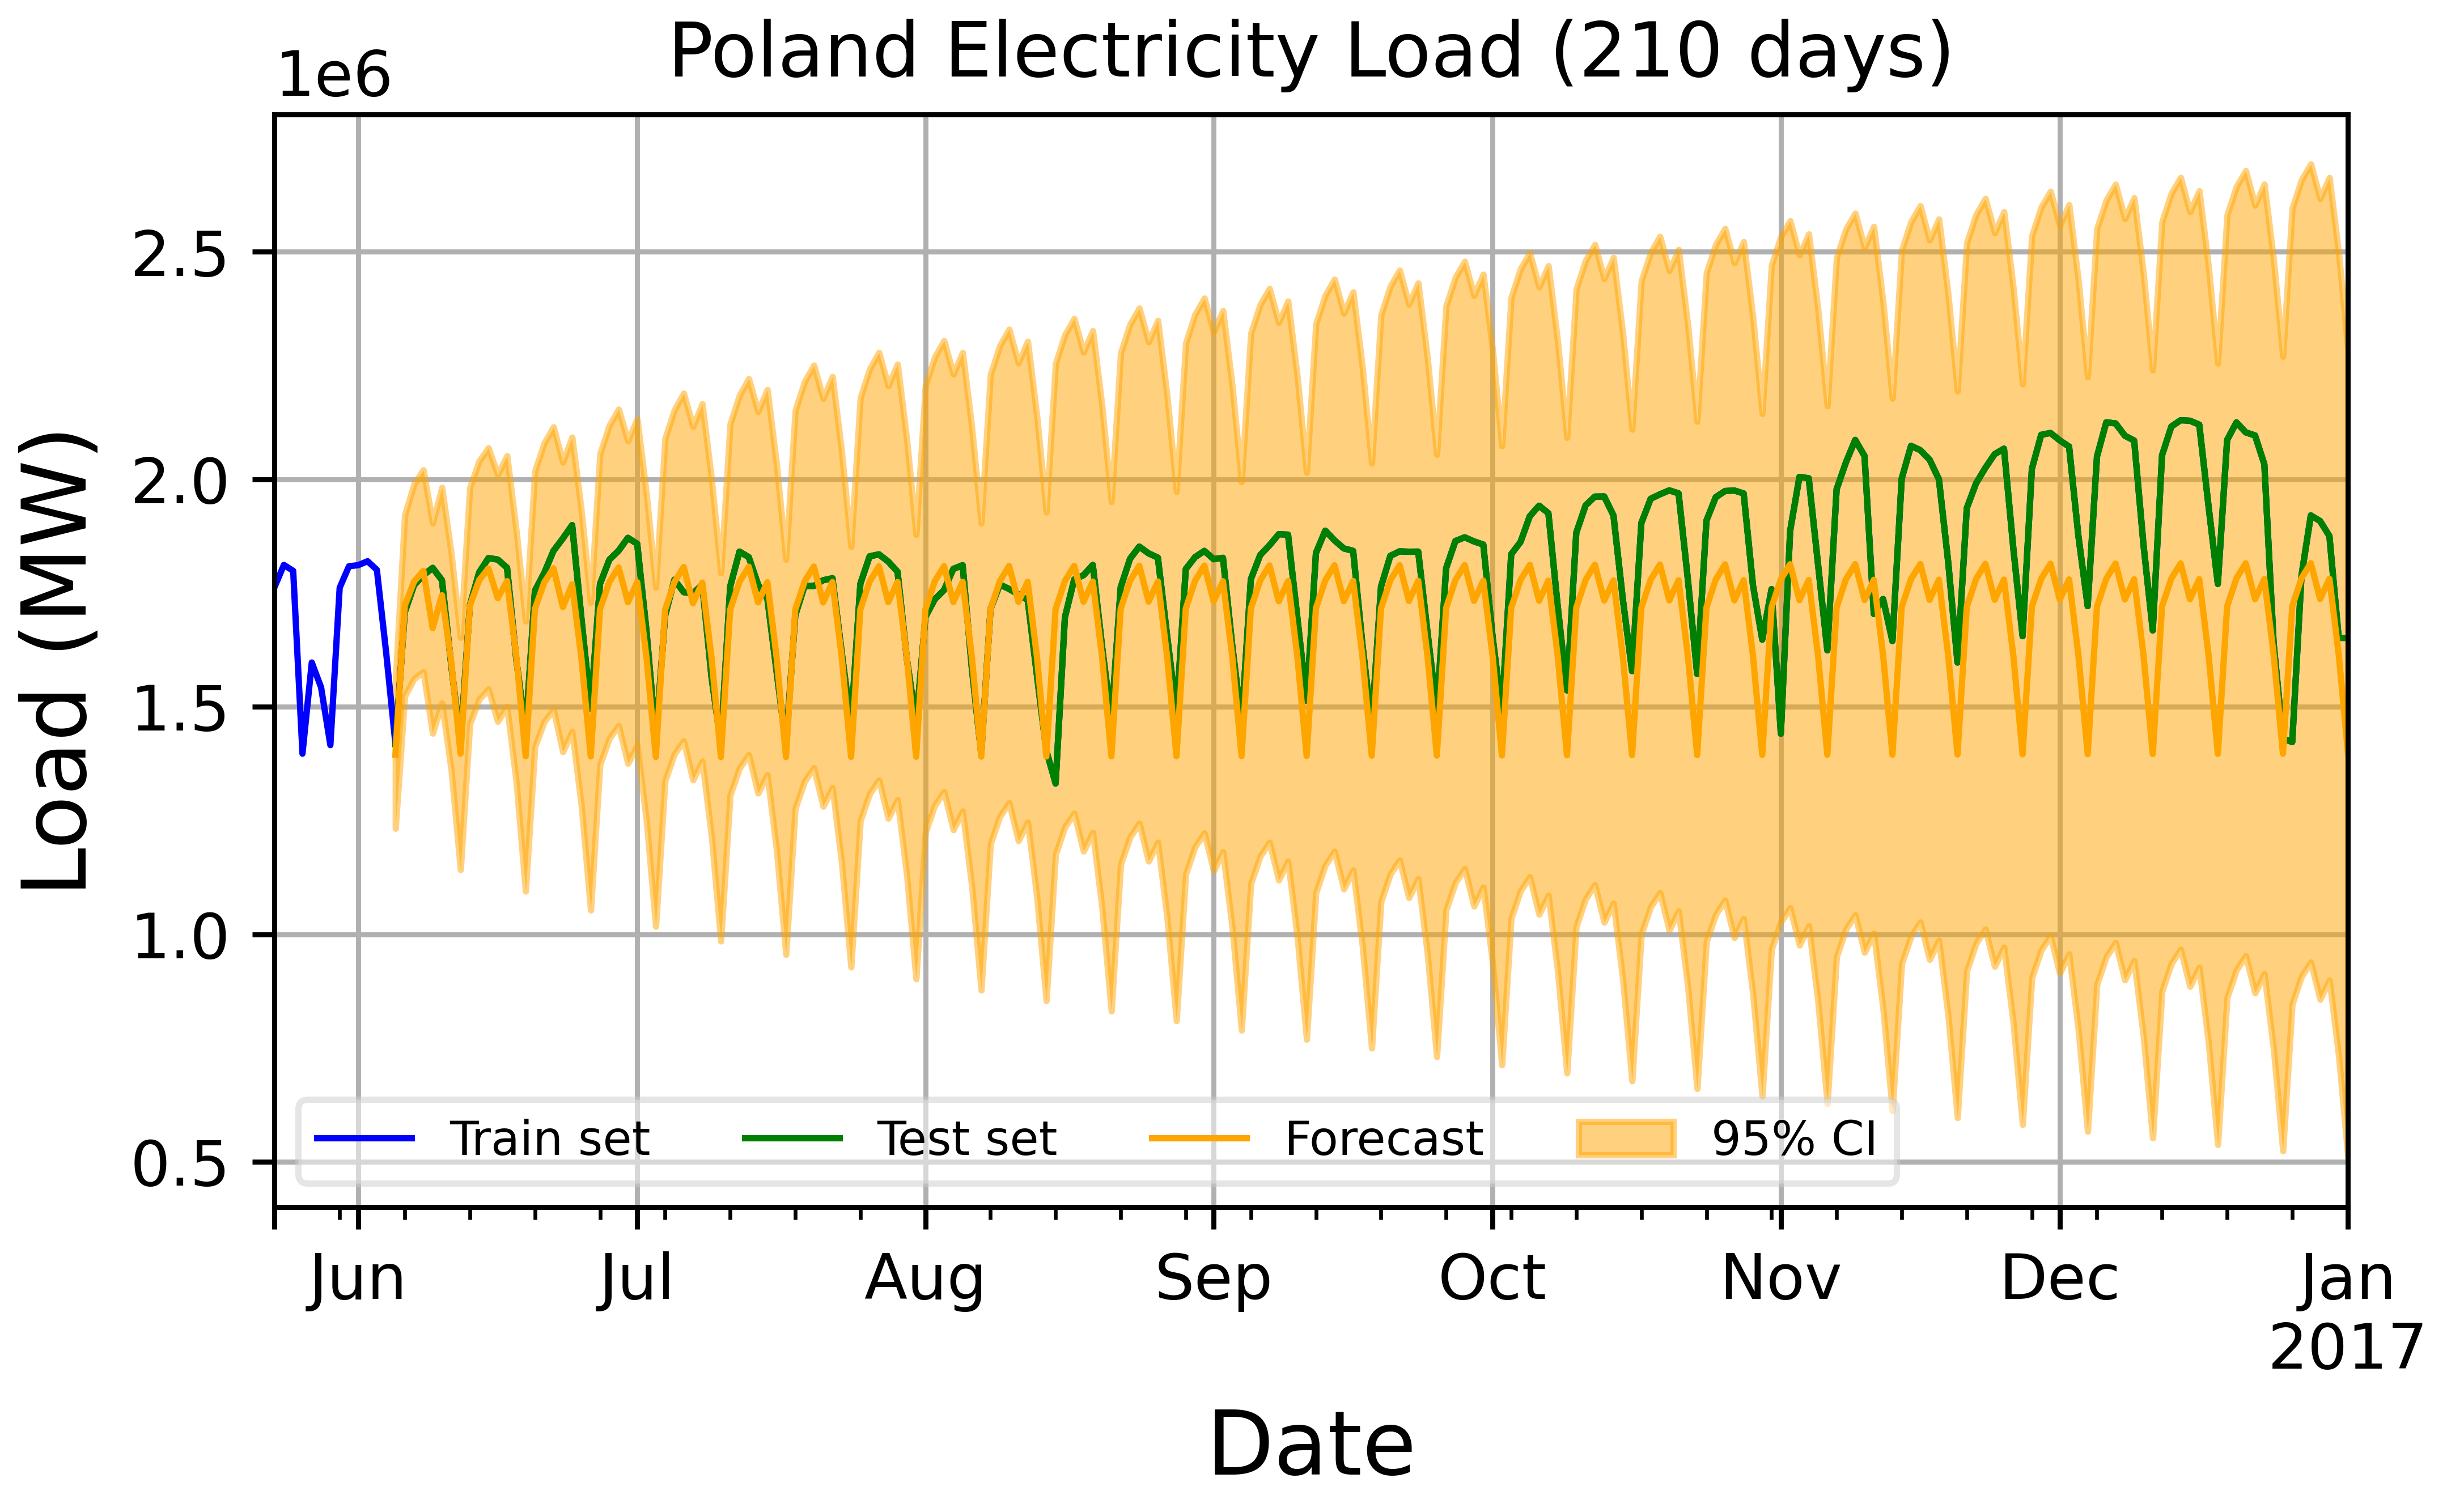 Poland Electricity Load (210 days)
1e6
2.5
2.0
1.5
1.0
0.5
Load (MW)
Train set
Test set
Forecast
95% CI
Jun
Jul
Aug
Sep
Oct
Nov
Dec
Jan
2017
Date